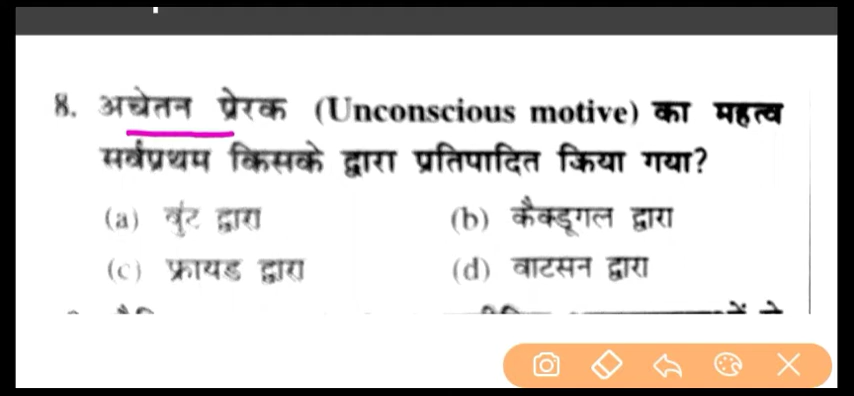 8. अचेतन प्रेरक (Unconscious motive) का महत्व
सर्वप्रथम किसके द्वारा प्रतिपादित किया गया?
(a) वुंट द्वारा (b) कैक्डूगल द्वारा
(c) फ्रायड द्वारा (d) वाटसन द्वारा